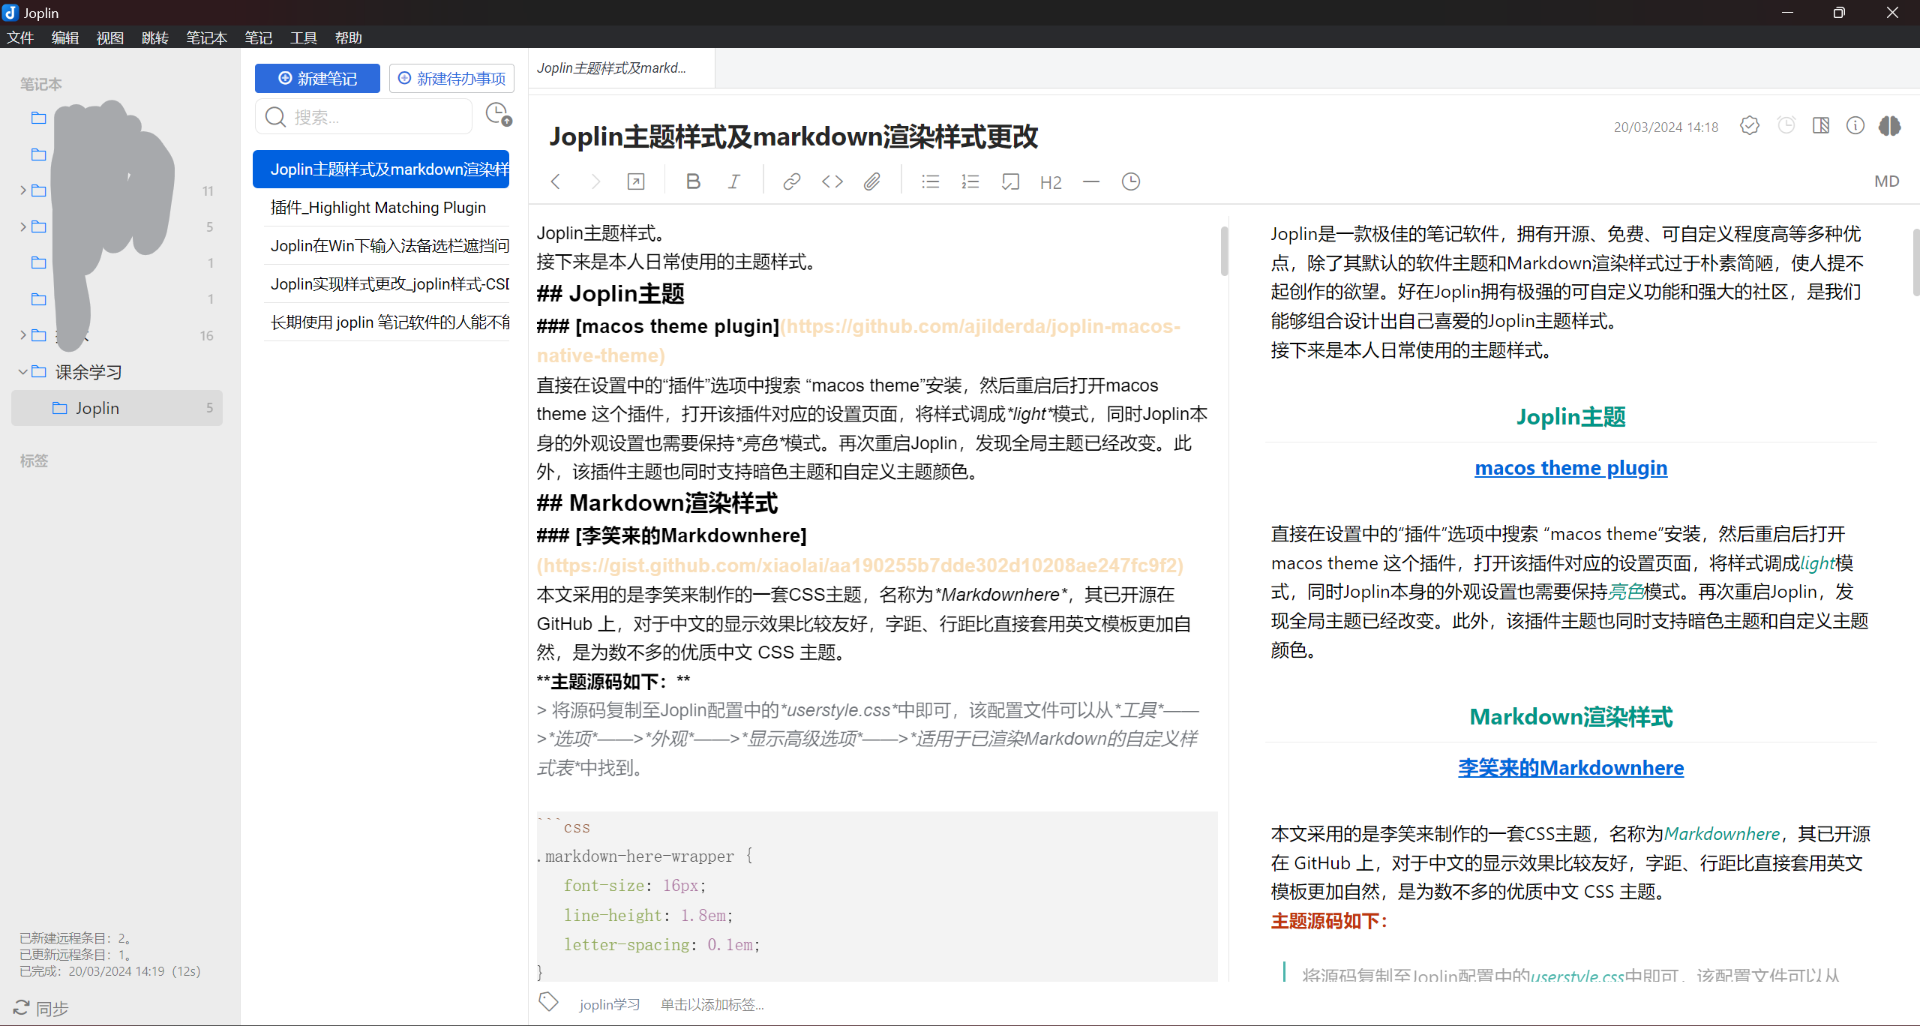 Joplin
文件 编辑 视图 跳转 笔记本 笔记 工具 帮助
笔记本
11
5
1
1
16
课余学习
Joplin 5
标签
已新建远程条目：2。
已更新远程条目：1。
已完成：20/03/2024 14:19（12s）
同步
新建笔记 新建待办事项
搜索...
Joplin主题样式及markdown渲染样
插件_Highlight Matching Plugin
Joplin在Win下输入法备选栏遮挡问
Joplin实现样式更改_joplin样式-CSD
长期使用 joplin 笔记软件的人能不能
Joplin主题样式及markd...
Joplin主题样式及markdown渲染样式更改
20/03/2024 14:18
H2
MD
Joplin主题样式。
接下来是本人日常使用的主题样式。
## Joplin主题
### [macos theme plugin](https://github.com/ajilderda/joplin-macos-
native-theme)
直接在设置中的“插件”选项中搜索 “macos theme”安装，然后重启后打开macos
theme 这个插件，打开该插件对应的设置页面，将样式调成*light*模式，同时Joplin本
身的外观设置也需要保持*亮色*模式。再次重启Joplin，发现全局主题已经改变。此
外，该插件主题也同时支持暗色主题和自定义主题颜色。
## Markdown渲染样式
### [李笑来的Markdownhere]
(https://gist.github.com/xiaolai/aa190255b7dde302d10208ae247fc9f2)
本文采用的是李笑来制作的一套CSS主题，名称为*Markdownhere*，其已开源在
GitHub 上，对于中文的显示效果比较友好，字距、行距比直接套用英文模板更加自
然，是为数不多的优质中文 CSS 主题。
**主题源码如下：**
> 将源码复制至Joplin配置中的*userstyle.css*中即可，该配置文件可以从*工具*——
>*选项*——>*外观*——>*显示高级选项*——>*适用于已渲染Markdown的自定义样
式表*中找到。
```css
.markdown-here-wrapper {
font-size: 16px;
line-height: 1.8em;
letter-spacing: 0.1em;
}
joplin学习 单击以添加标签...
Joplin是一款极佳的笔记软件，拥有开源、免费、可自定义程度高等多种优
点，除了其默认的软件主题和Markdown渲染样式过于朴素简陋，使人提不
起创作的欲望。好在Joplin拥有极强的可自定义功能和强大的社区，是我们
能够组合设计出自己喜爱的Joplin主题样式。
接下来是本人日常使用的主题样式。
Joplin主题
macos theme plugin
直接在设置中的“插件”选项中搜索 “macos theme”安装，然后重启后打开
macos theme 这个插件，打开该插件对应的设置页面，将样式调成light模
式，同时Joplin本身的外观设置也需要保持亮色模式。再次重启Joplin，发
现全局主题已经改变。此外，该插件主题也同时支持暗色主题和自定义主题
颜色。
Markdown渲染样式
李笑来的Markdownhere
本文采用的是李笑来制作的一套CSS主题，名称为Markdownhere，其已开源
在 GitHub 上，对于中文的显示效果比较友好，字距、行距比直接套用英文
模板更加自然，是为数不多的优质中文 CSS 主题。
主题源码如下：
将源码复制至Joplin配置中的userstyle.css中即可，该配置文件可以从